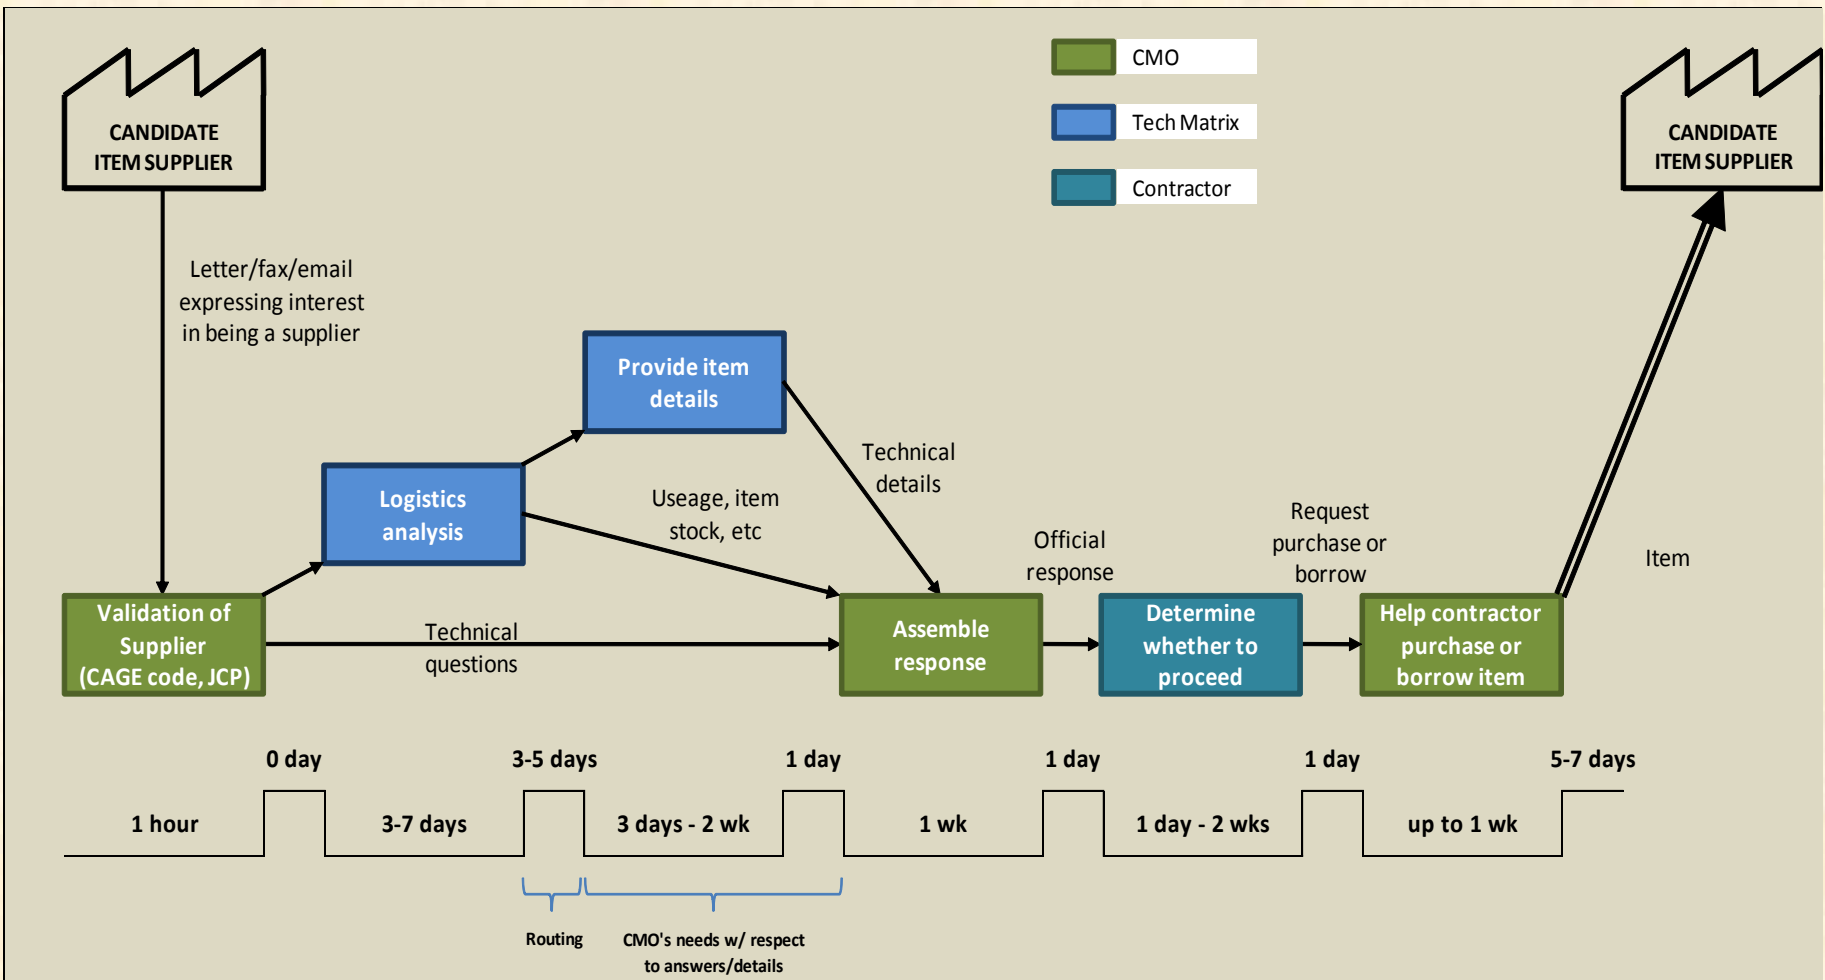 CANDIDATE
ITEM SUPPLIER
CMO
Tech Matrix
Contractor
CANDIDATE
ITEM SUPPLIER
Letter/fax/email
expressing interest
in being a supplier
Provide item
details
Logistics
analysis
Useage, item
stock, etc
Technical
details
Official
response
Request
purchase or
borrow
Item
Validation of
Supplier
(CAGE code, JCP)
Technical
questions
Assemble
response
Determine
whether to
proceed
Help contractor
purchase or
borrow item
0 day
3-5 days
1 day
1 day
1 day
5-7 days
1 hour
3-7 days
3 days - 2 wk
1 wk
1 day - 2 wks
up to 1 wk
Routing
CMO's needs w/ respect
to answers/details